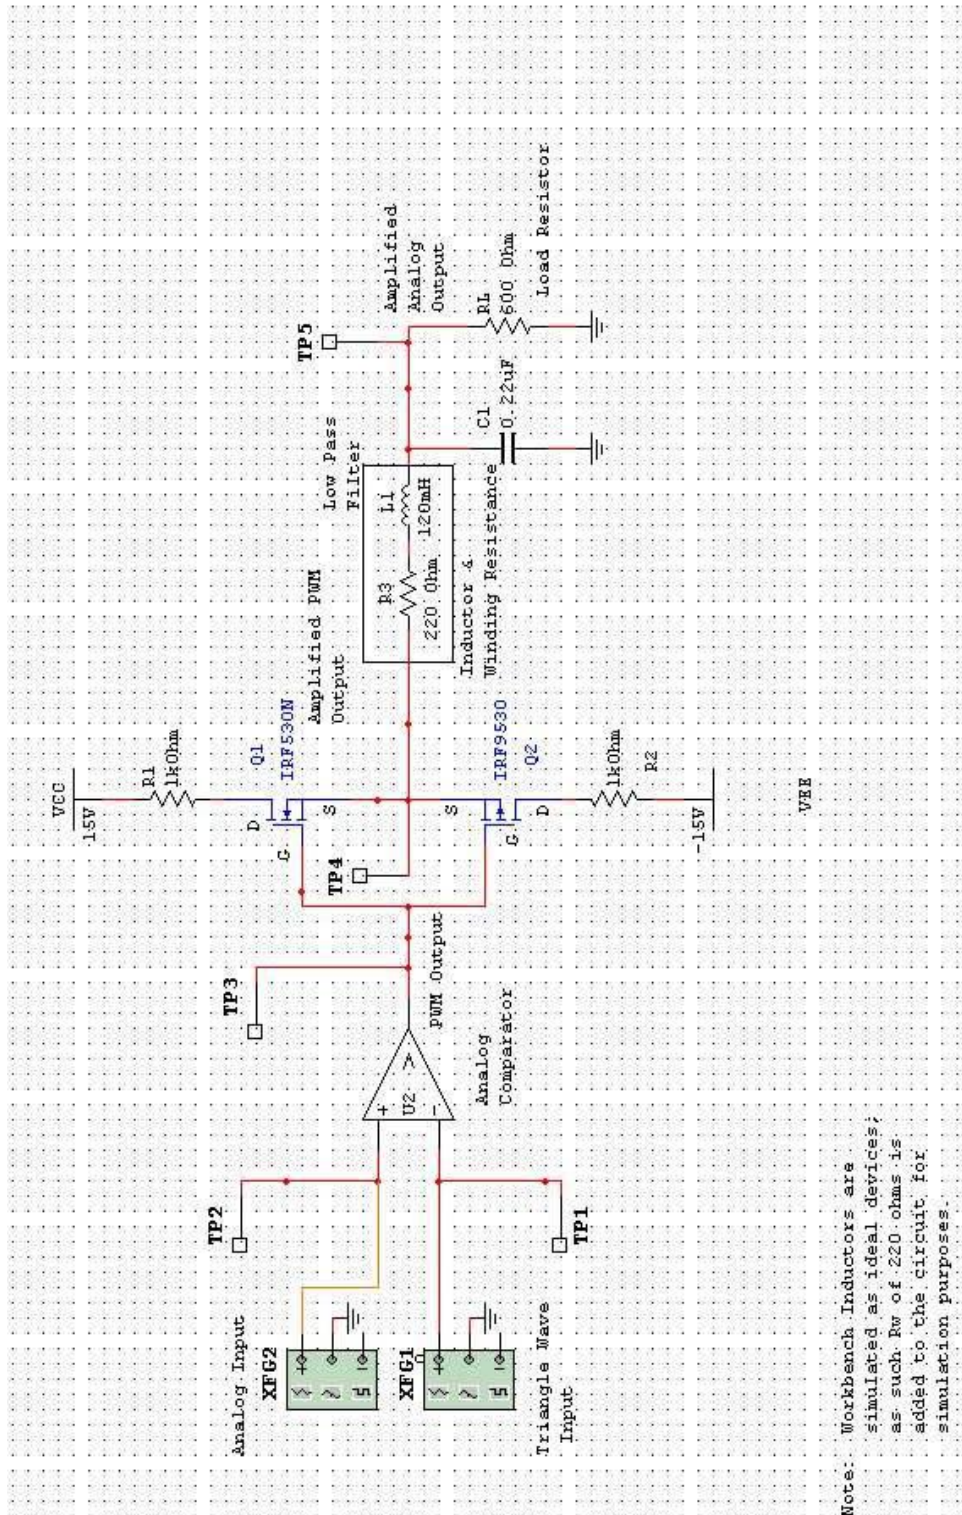 VCC
15V
R1
1kOhm
Q1
IRF530N
D
G
S
Amplified PWM
Output
TP4
TP3
PWM Output
TP2
Analog Input
XFG2
XFG1
Triangle Wave
Input
TP1
+
U2
-
Analog
Comparator
S
G
D
IRF9530
Q2
1kOhm
R2
-15V
VEE
Low Pass
Filter
R3
220 Ohm
L1
120mH
Inductor &
Winding Resistance
C1
0.22uF
TP5
Amplified
Analog
Output
RL
600 Ohm
Load Resistor
Note: Workbench Inductors are
simulated as ideal devices;
as such Rw of 220 ohms is
added to the circuit for
simulation purposes.